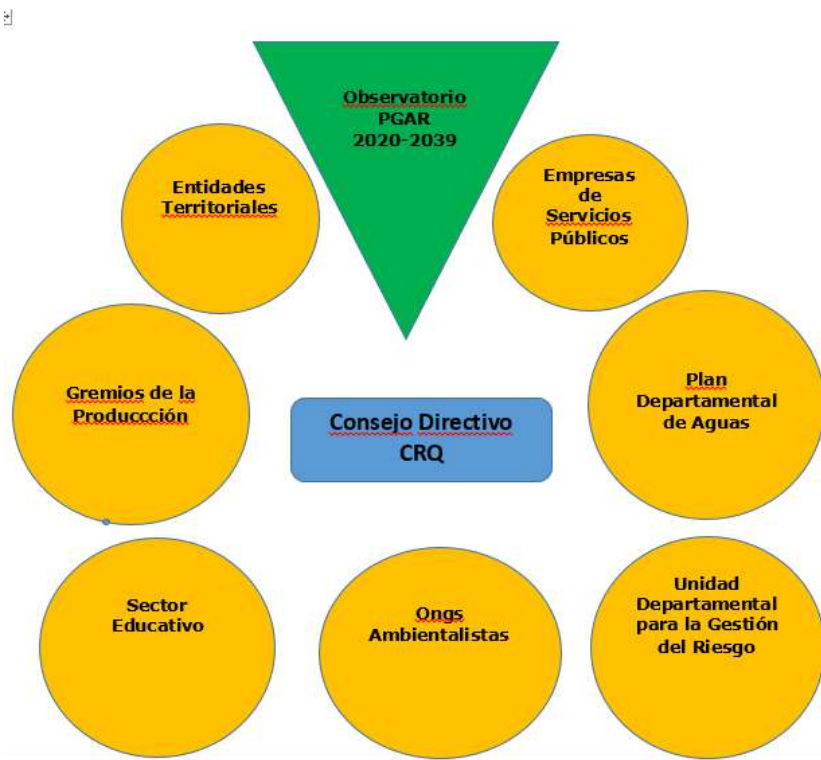 Observatorio
PGAR
2020-2039
Entidades
Territoriales
Empresas
de
Servicios
Públicos
Gremios de la
Produccción
Consejo Directivo
CRQ
Plan
Departamental
de Aguas
Sector
Educativo
Ongs
Ambientalistas
Unidad
Departamental
para la Gestión
del Riesgo